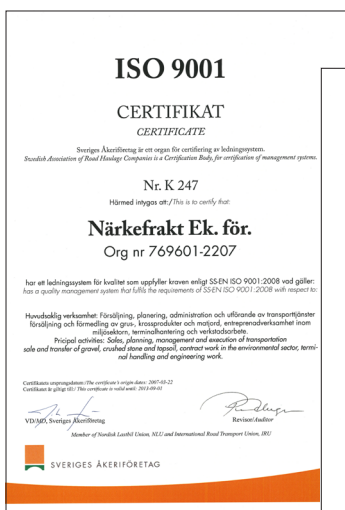 ISO 9001
CERTIFIKAT
CERTIFICATE
Sveriges Åkeriföretag är ett organ för certifiering av ledningssystem.
Swedish Association of Road Haulage Companies is a Certification Body, for certification of management systems.
Nr. K 247
Härmed intygas att:/This is to certify that:
Närkefrakt Ek. för.
Org nr 769601-2207
har ett ledningssystem för kvalitet som uppfyller kraven enligt SS-EN ISO 9001:2008 vad gäller:
has a quality management system that fulfils the requirements of SS-EN ISO 9001:2008 with respect to:
Huvudsaklig verksamhet: Försäljning, planering, administration och utförande av transporttjänster
försäljning och förmedling av grus-, krossprodukter och matjord, entreprenadverksamhet inom
miljösektorn, terminalhantering och verkstadsarbete.
Pricipal activities: Sales, planning, management and execution of transportation
sale and transfer of gravel, crushed stone and topsoil, contract work in the environmental sector, termi-
nal handling and engineering work.
Certifikatets ursprungsdatum:/The certificate's origin dates: 2007-03-22
Certifikatet är giltigt till:/ This certificate is valid until: 2013-09-01
VD/MD, Sveriges Åkeriföretag
Revisor/Auditor
Member of Nordisk Lastbil Union, NLU and International Road Transport Union, IRU
SVERIGES ÅKERIFÖRETAG